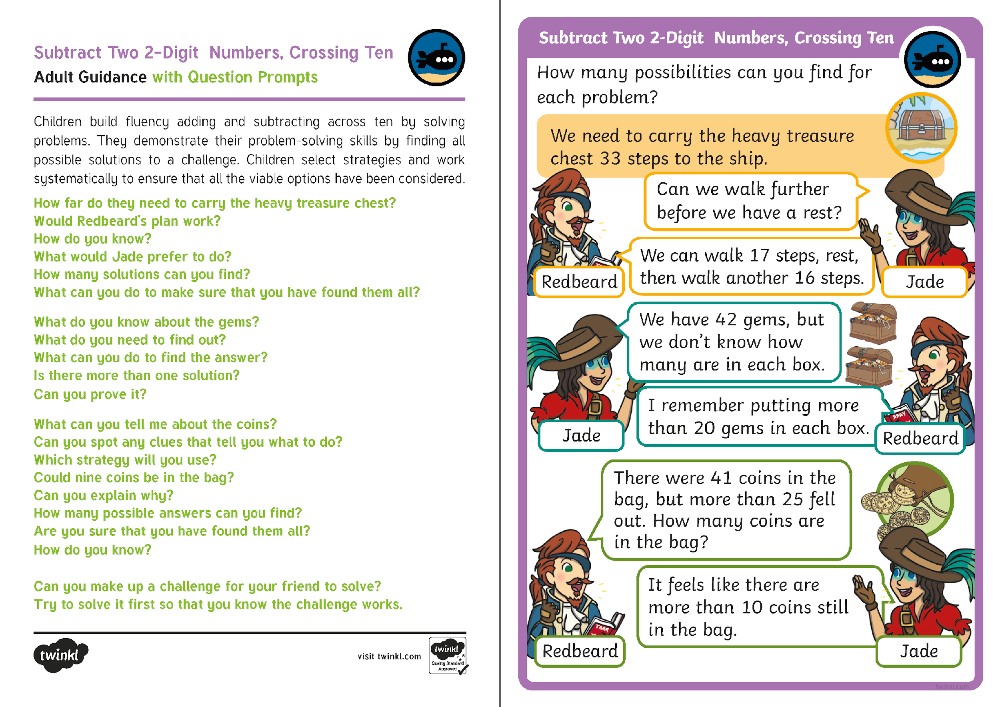 Subtract Two 2-Digit Numbers, Crossing Ten
Adult Guidance with Question Prompts
Children build fluency adding and subtracting across ten by solving
problems. They demonstrate their problem-solving skills by finding all
possible solutions to a challenge. Children select strategies and work
systematically to ensure that all the viable options have been considered.
How far do they need to carry the heavy treasure chest?
Would Redbeard's plan work?
How do you know?
What would Jade prefer to do?
How many solutions can you find?
What can you do to make sure that you have found them all?
What do you know about the gems?
What do you need to find out?
What can you do to find the answer?
Is there more than one solution?
Can you prove it?
What can you tell me about the coins?
Can you spot any clues that tell you what to do?
Which strategy will you use?
Could nine coins be in the bag?
Can you explain why?
How many possible answers can you find?
Are you sure that you have found them all?
How do you know?
Can you make up a challenge for your friend to solve?
Try to solve it first so that you know the challenge works.
twinkl
visit twinkl.com
twinkl
Quality Standard
Approved
Subtract Two 2-Digit Numbers, Crossing Ten
How many possibilities can you find for
each problem?
We need to carry the heavy treasure
chest 33 steps to the ship.
Can we walk further
before we have a rest?
We can walk 17 steps, rest,
then walk another 16 steps.
Redbeard
Jade
We have 42 gems, but
we don't know how
many are in each box.
I remember putting more
than 20 gems in each box.
Jade
YARR
Redbeard
There were 41 coins in the
bag, but more than 25 fell
out. How many coins are
in the bag?
It feels like there are
more than 10 coins still
in the bag.
YARR
Redbeard
Jade
twinkl.com